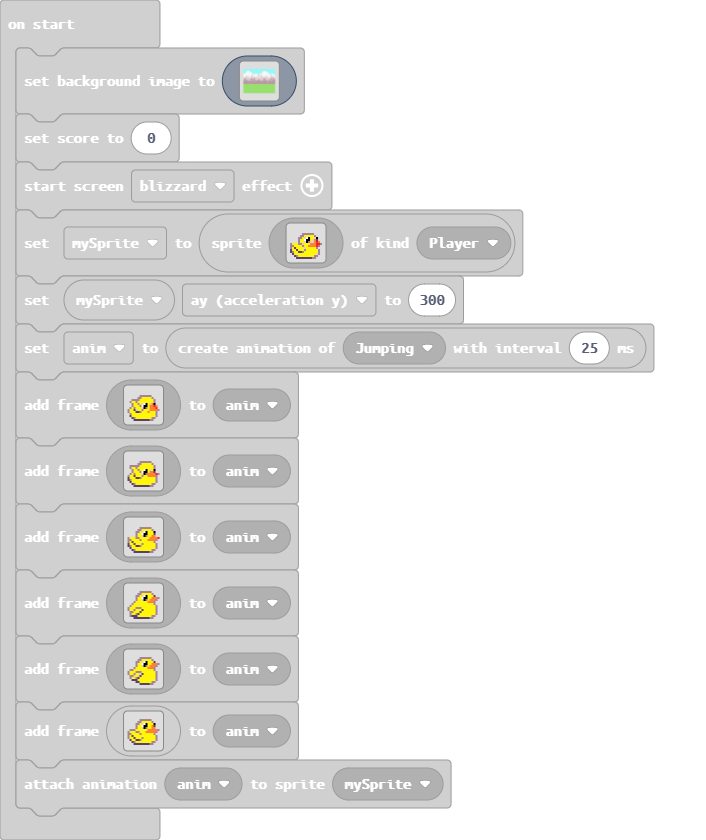 on start
set background image to
set score to 0
start screen blizzard effect
set mySprite to sprite of kind Player
set mySprite ay (acceleration y) to 300
set anim to create animation of Jumping with interval 25 ms
add frame to anim
add frame to anim
add frame to anim
add frame to anim
add frame to anim
add frame to anim
attach animation anim to sprite mySprite